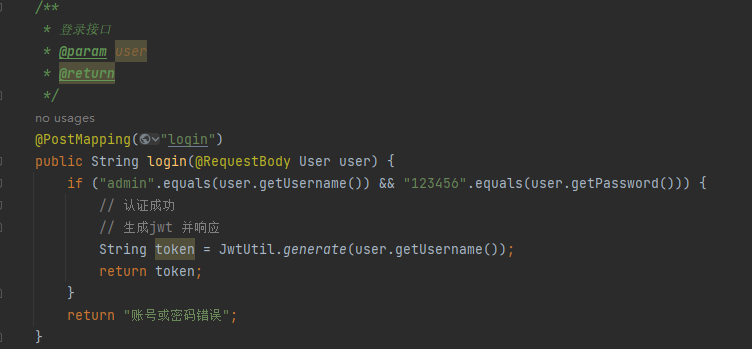 /**
 * 登录接口
 * @param user
 * @return
 */
no usages
@PostMapping("login")
public String login(@RequestBody User user) {
    if ("admin".equals(user.getUsername()) && "123456".equals(user.getPassword())) {
        // 认证成功
        // 生成jwt 并响应
        String token = JwtUtil.generate(user.getUsername());
        return token;
    }
    return "账号或密码错误";
}